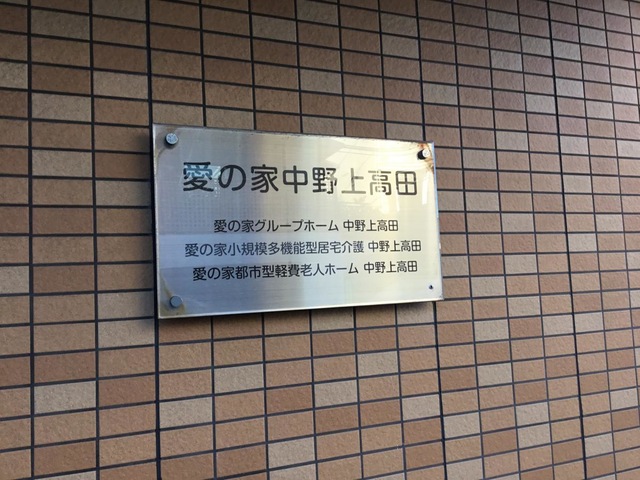 愛の家中野上高田
愛の家グループホーム 中野上高田
愛の家小規模多機能型居宅介護 中野上高田
愛の家都市型軽費老人ホーム 中野上高田